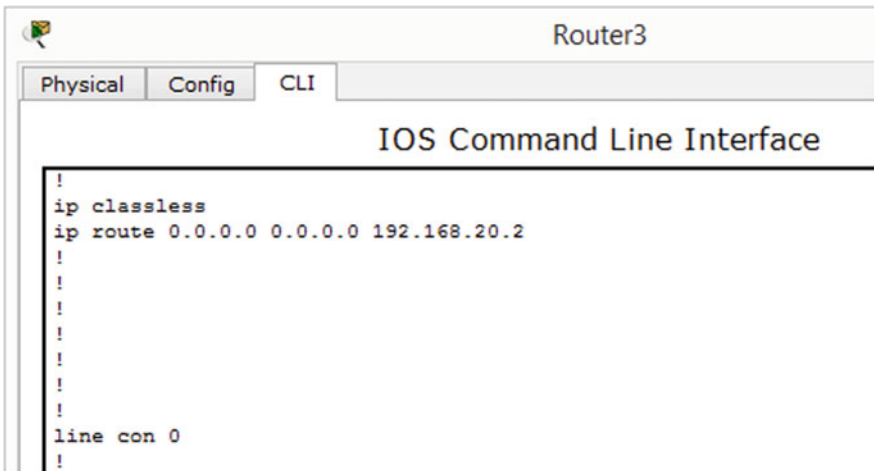 Router3
Physical Config CLI
IOS Command Line Interface
!
ip classless
ip route 0.0.0.0 0.0.0.0 192.168.20.2
!
!
!
!
!
!
!
line con 0
!